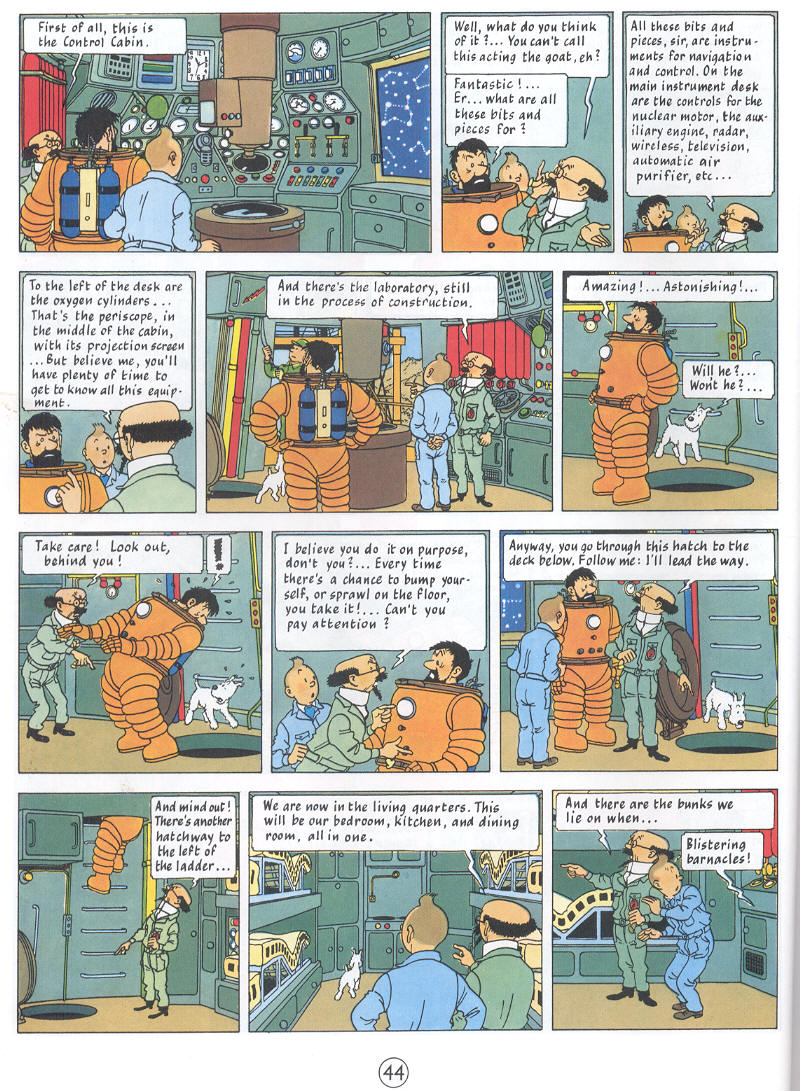 First of all, this is
the Control Cabin.
Well, what do you think
of it?... You can't call
this acting the goat, eh?
Fantastic!...
Er... what are all
these bits and
pieces for?
All these bits and
pieces, sir, are instru-
ments for navigation
and control. On the
main instrument desk
are the controls for the
nuclear motor, the aux-
iliary engine, radar,
wireless, television,
automatic air
purifier, etc...
To the left of the desk are
the oxygen cylinders...
That's the periscope, in
the middle of the cabin,
with its projection screen
...But believe me, you'll
have plenty of time to
get to know all this equip-
ment.
And there's the laboratory, still
in the process of construction.
Amazing!... Astonishing!...
Will he?...
Won't he?...
Take care! Look out,
behind you!
!
I believe you do it on purpose,
don't you?... Every time
there's a chance to bump your-
self, or sprawl on the floor,
you take it!... Can't you
pay attention?
Anyway, you go through this hatch to the
deck below. Follow me: I'll lead the way.
And mind out!
There's another
hatchway to
the left of
the ladder...
We are now in the living quarters. This
will be our bedroom, kitchen, and dining
room, all in one.
And there are the bunks we
lie on when...
Blistering
barnacles!
44